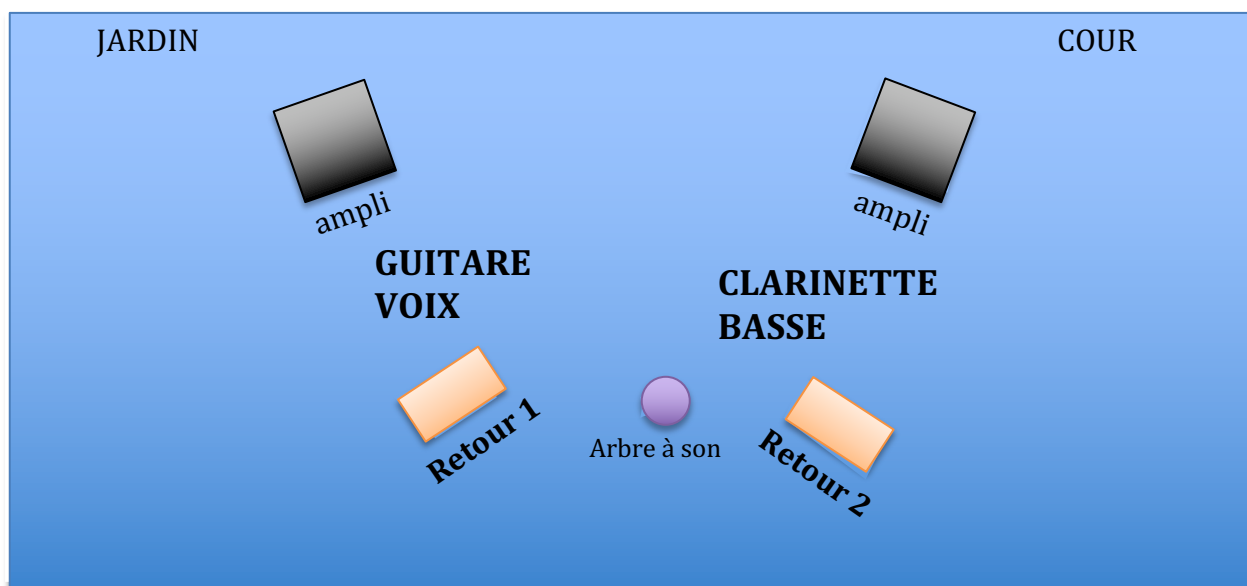 JARDIN
COUR
ampli
ampli
GUITARE
VOIX
CLARINETTE
BASSE
Retour 1
Arbre à son
Retour 2